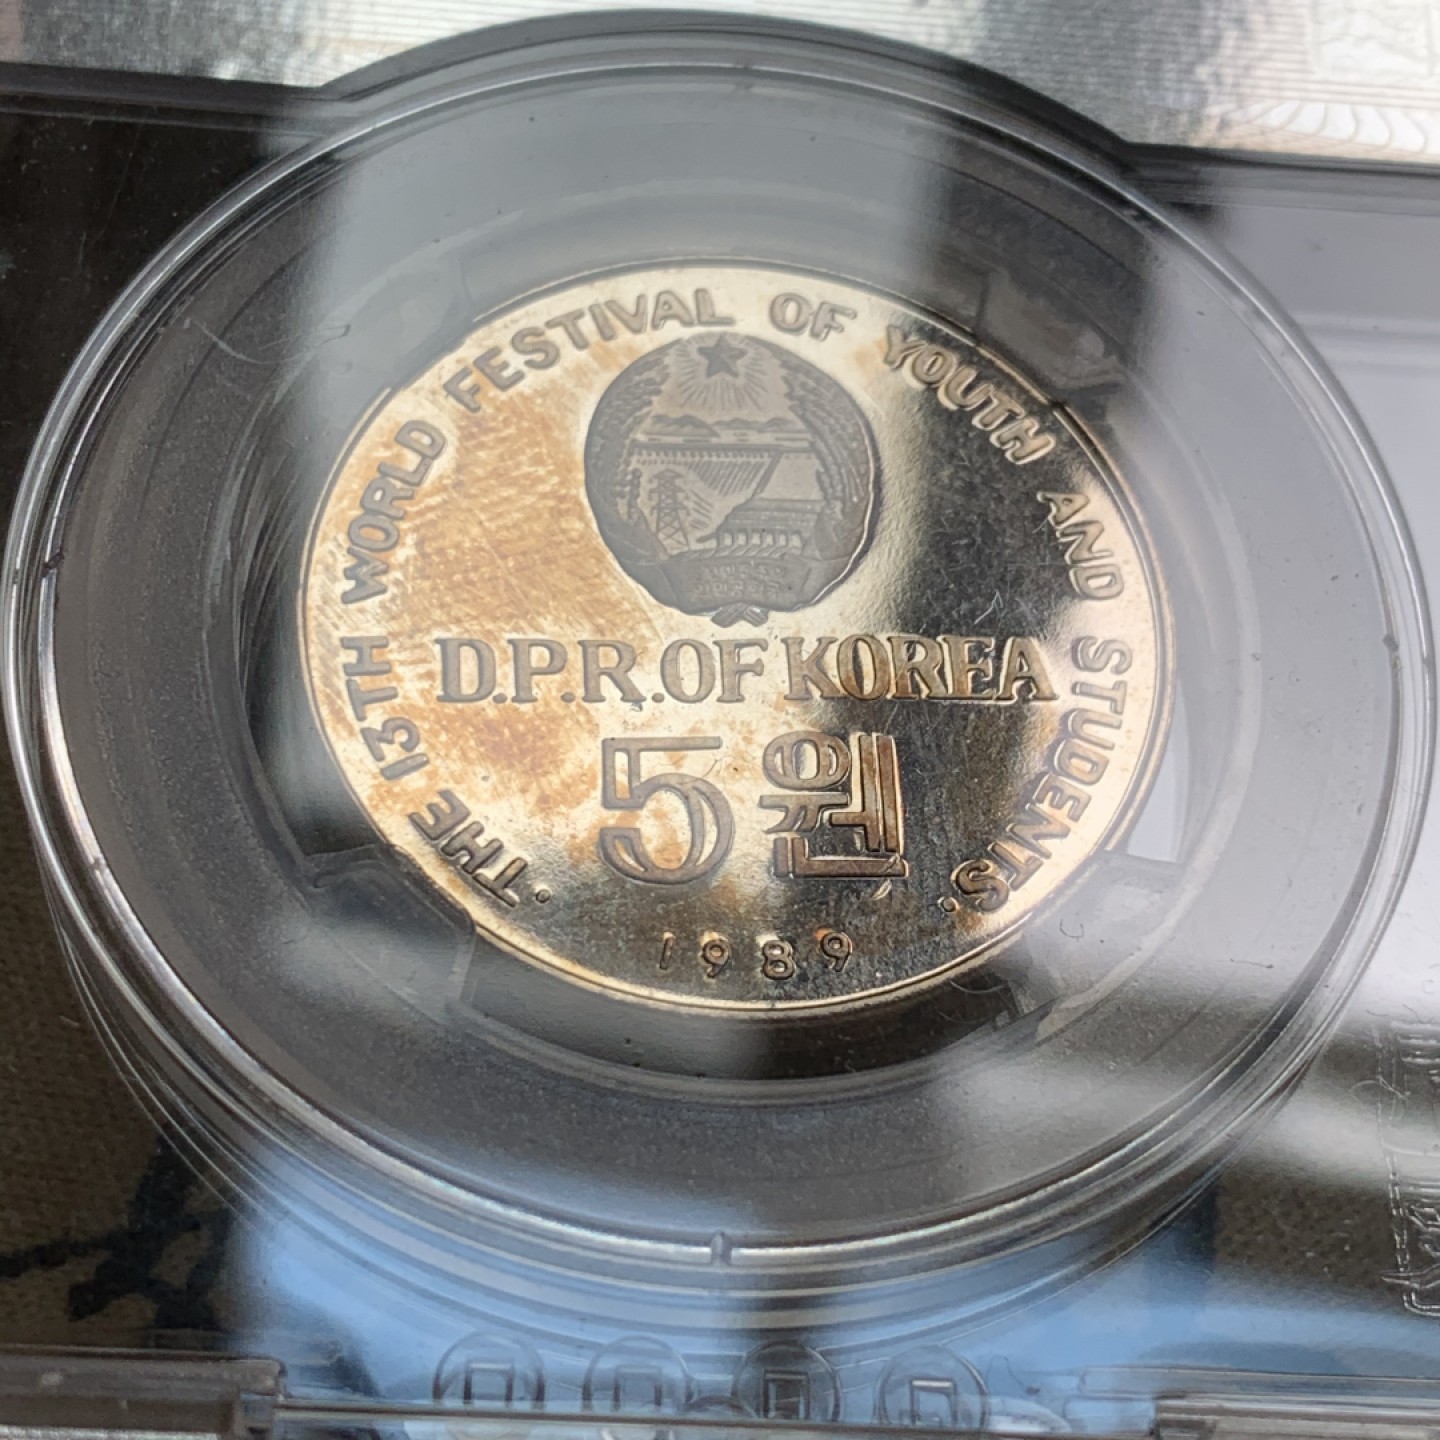 ·THE 13TH WORLD FESTIVAL OF YOUTH AND STUDENTS·
D.P.R.OF KOREA
5원
1989